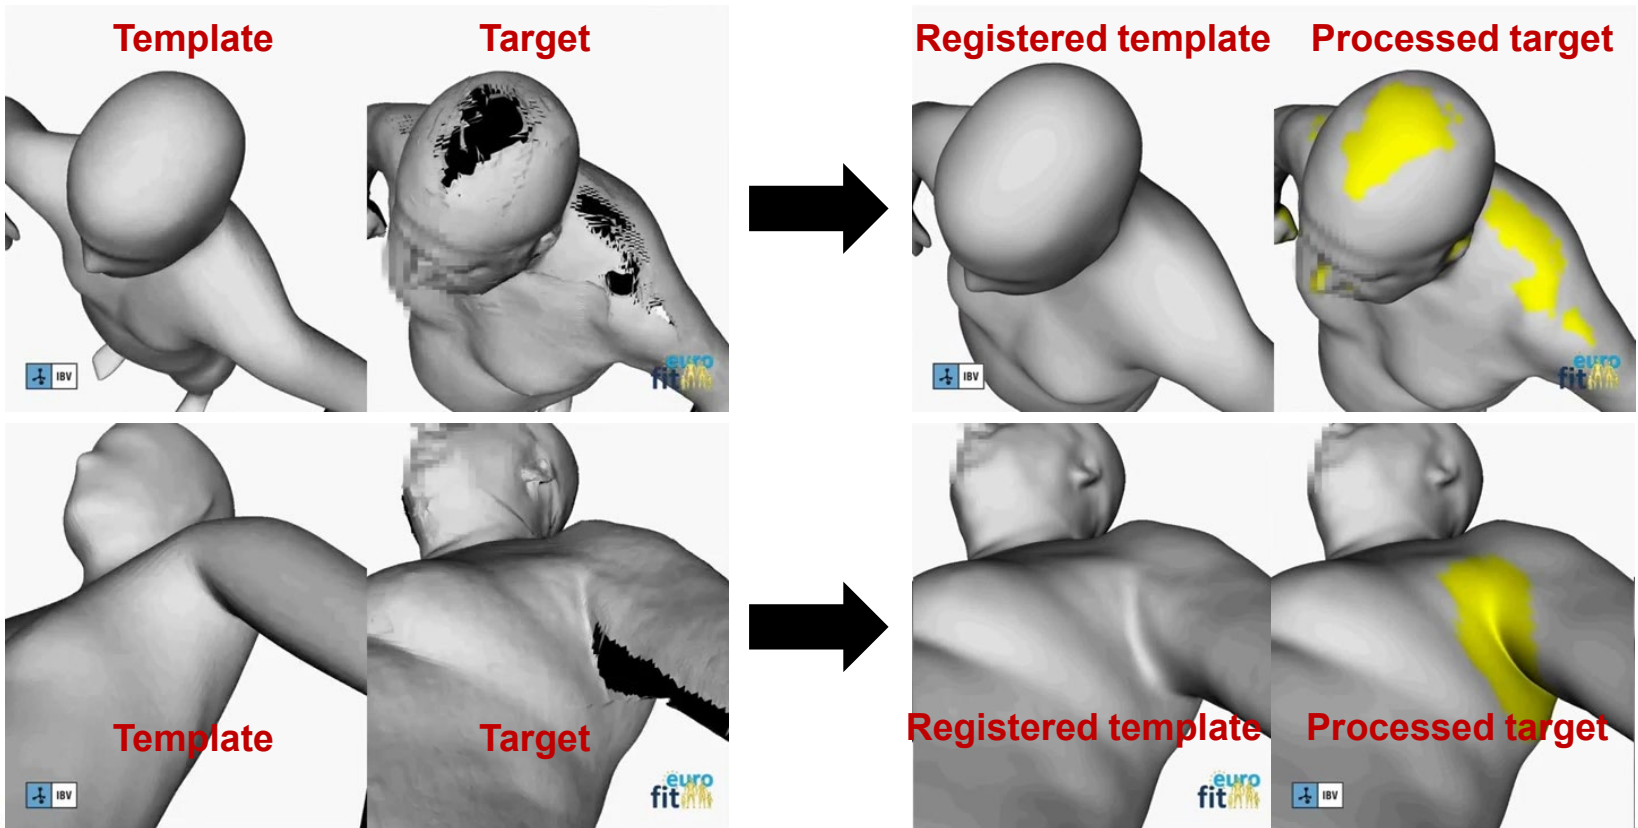 Template
Target
Registered template
Processed target
IBV
euro
fit
IBV
euro
fit
Template
Target
Registered template
Processed target
IBV
euro
fit
euro
fit
IBV